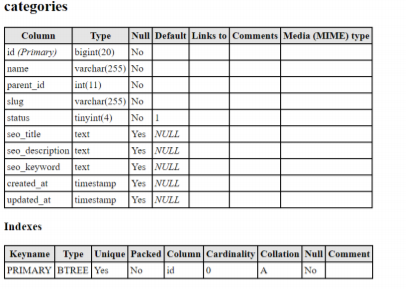 categories
Column Type Null Default Links to Comments Media (MIME) type
id (Primary) bigint(20) No
name varchar(255) No
parent_id int(11) No
slug varchar(255) No
status tinyint(4) No 1
seo_title text Yes NULL
seo_description text Yes NULL
seo_keyword text Yes NULL
created_at timestamp Yes NULL
updated_at timestamp Yes NULL
Indexes
Keyname Type Unique Packed Column Cardinality Collation Null Comment
PRIMARY BTREE Yes No id 0 A No